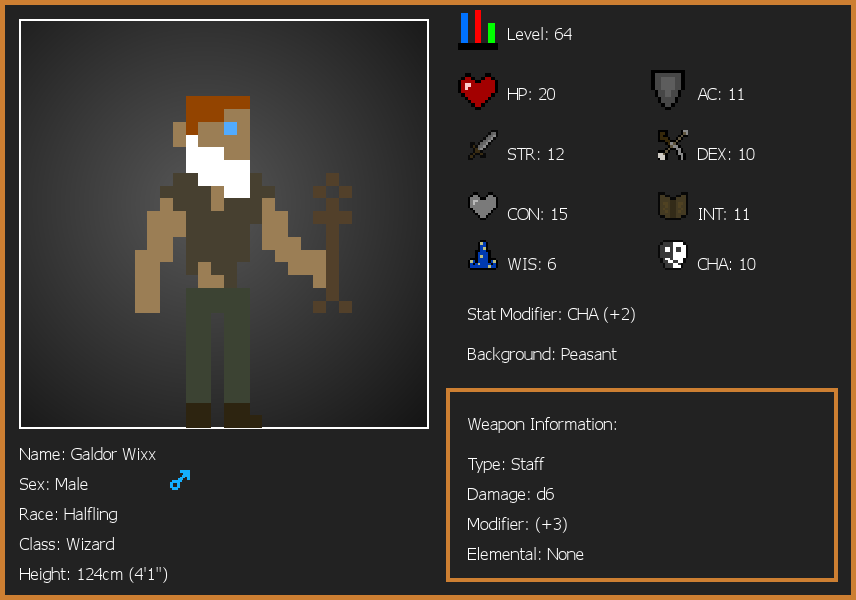 Level: 64
HP: 20
AC: 11
STR: 12
DEX: 10
CON: 15
INT: 11
WIS: 6
CHA: 10
Stat Modifier: CHA (+2)
Background: Peasant
Weapon Information:
Type: Staff
Damage: d6
Modifier: (+3)
Elemental: None
Name: Galdor Wixx
Sex: Male
Race: Halfling
Class: Wizard
Height: 124cm (4'1")